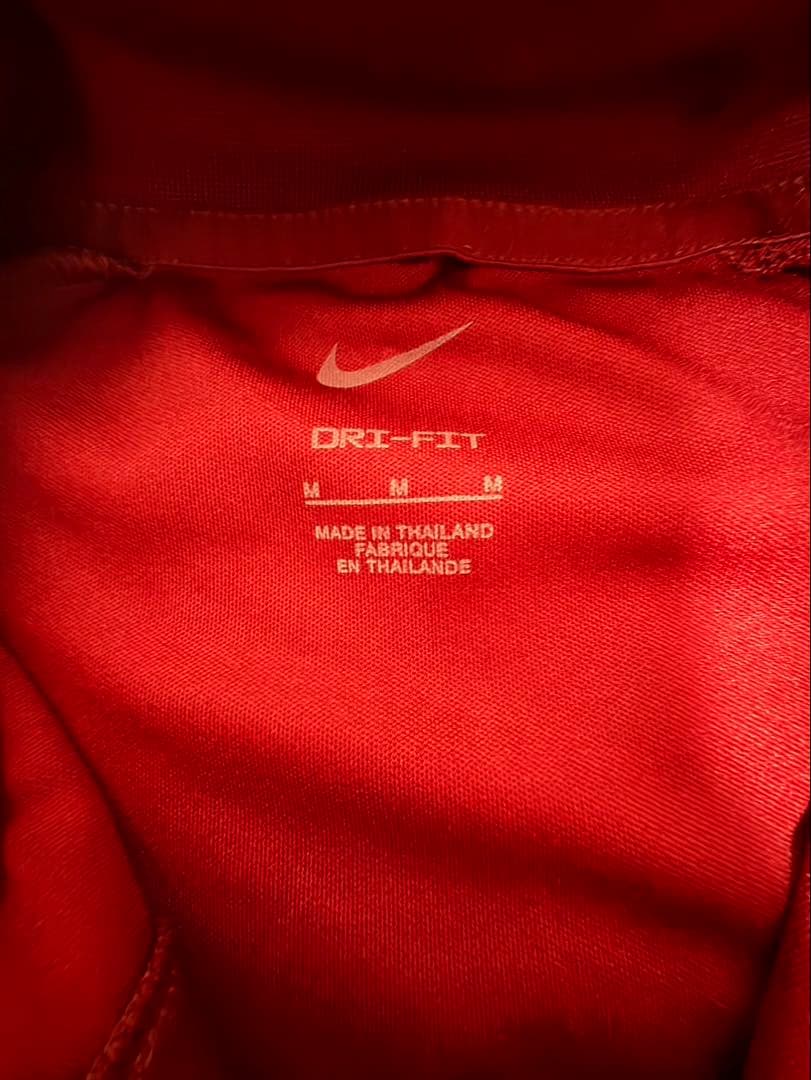 DRI-FIT
M M M
MADE IN THAILAND
FABRIQUE
EN THAILANDE